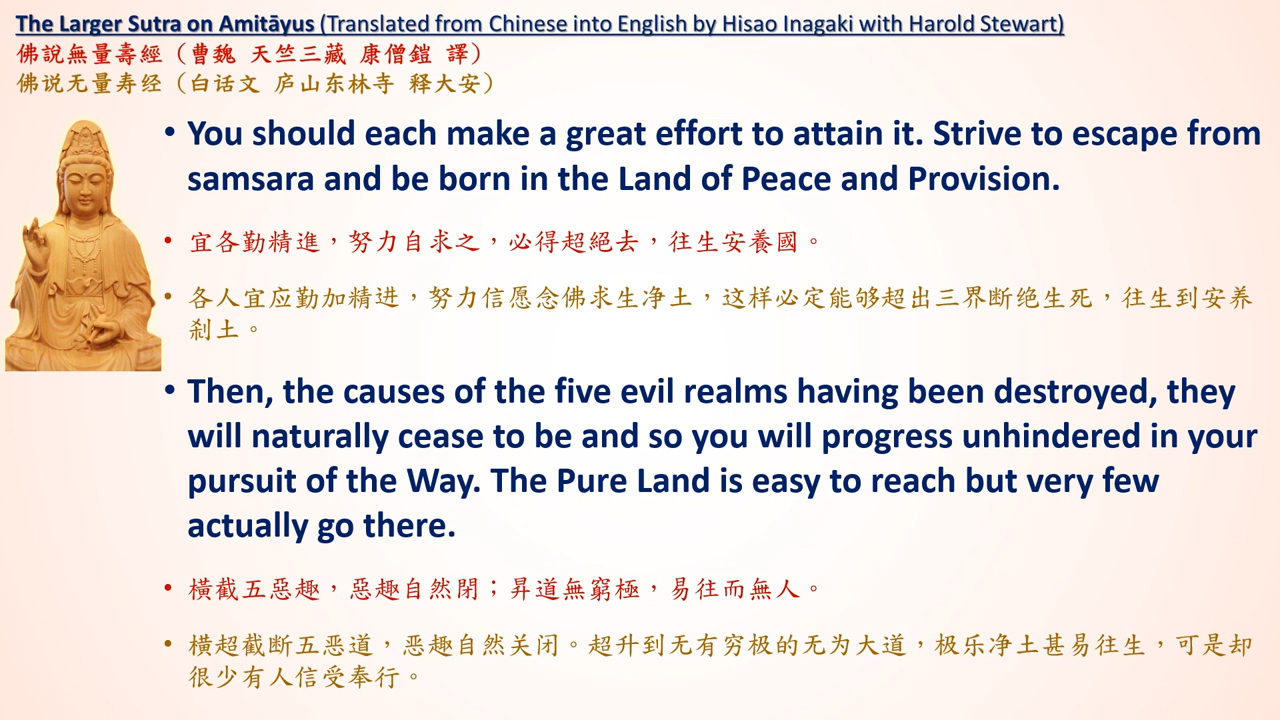 The Larger Sutra on Amitāyus (Translated from Chinese into English by Hisao Inagaki with Harold Stewart)
佛說無量壽經（曹魏 天竺三藏 康僧鎧 譯）
佛说无量寿经（白话文 庐山东林寺 释大安）
• You should each make a great effort to attain it. Strive to escape from
samsara and be born in the Land of Peace and Provision.
• 宜各勤精進，努力自求之，必得超絕去，往生安養國。
• 各人宜应勤加精进，努力信愿念佛求生净土，这样必定能够超出三界断绝生死，往生到安养
剎土。
• Then, the causes of the five evil realms having been destroyed, they
will naturally cease to be and so you will progress unhindered in your
pursuit of the Way. The Pure Land is easy to reach but very few
actually go there.
• 橫截五惡趣，惡趣自然閉；昇道無窮極，易往而無人。
• 横超截断五恶道，恶趣自然关闭。超升到无有穷极的无为大道，极乐净土甚易往生，可是却
很少有人信受奉行。